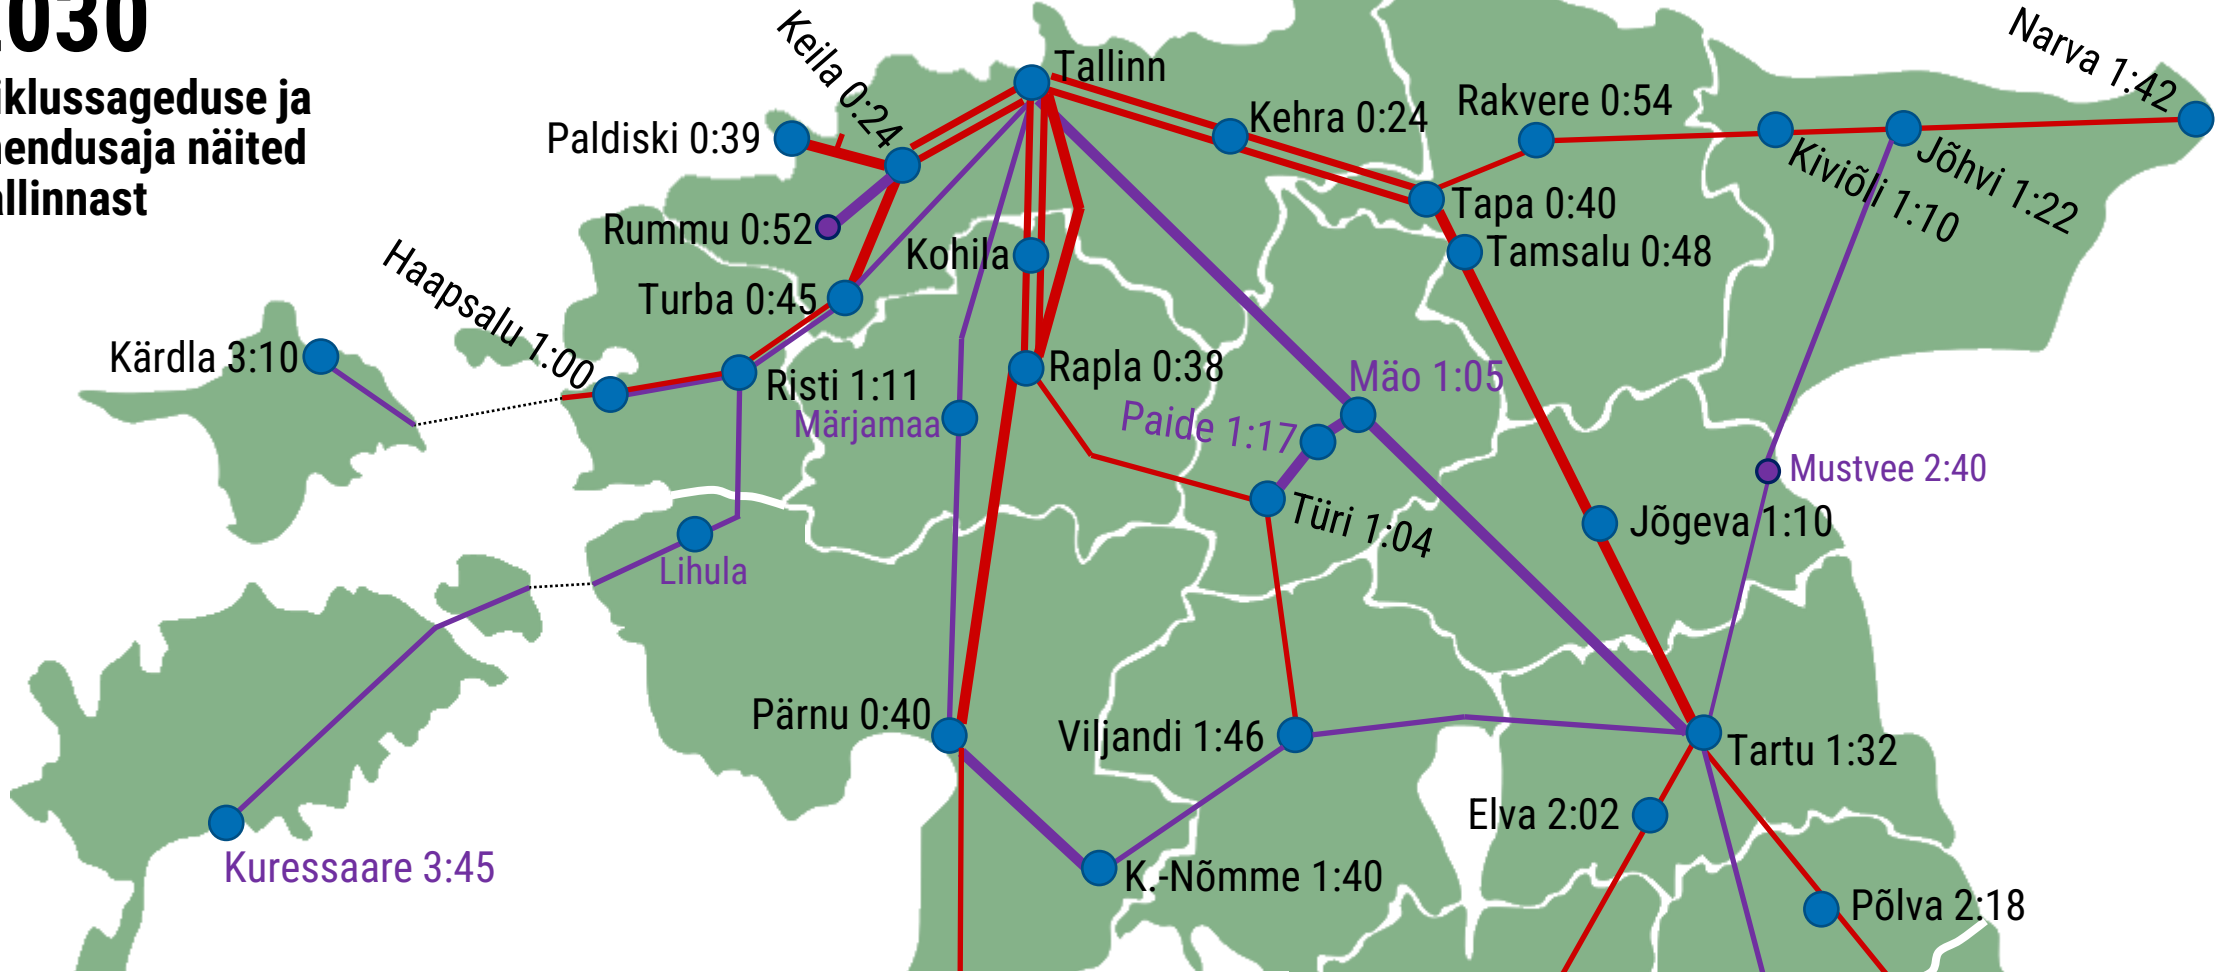 030
iklussageduse ja
endusaja näited
allinnast
Tallinn
Keila 0:24
Paldiski 0:39
Rummu 0:52
Turba 0:45
Haapsalu 1:00
Kärdla 3:10
Risti 1:11
Märjamaa
Lihula
Kuressaare 3:45
Kohila
Rapla 0:38
Pärnu 0:40
Kehra 0:24
Rakvere 0:54
Narva 1:42
Kiviõli 1:10
Jõhvi 1:22
Tapa 0:40
Tamsalu 0:48
Mäo 1:05
Paide 1:17
Türi 1:04
Mustvee 2:40
Jõgeva 1:10
Viljandi 1:46
Tartu 1:32
Elva 2:02
K.-Nõmme 1:40
Põlva 2:18